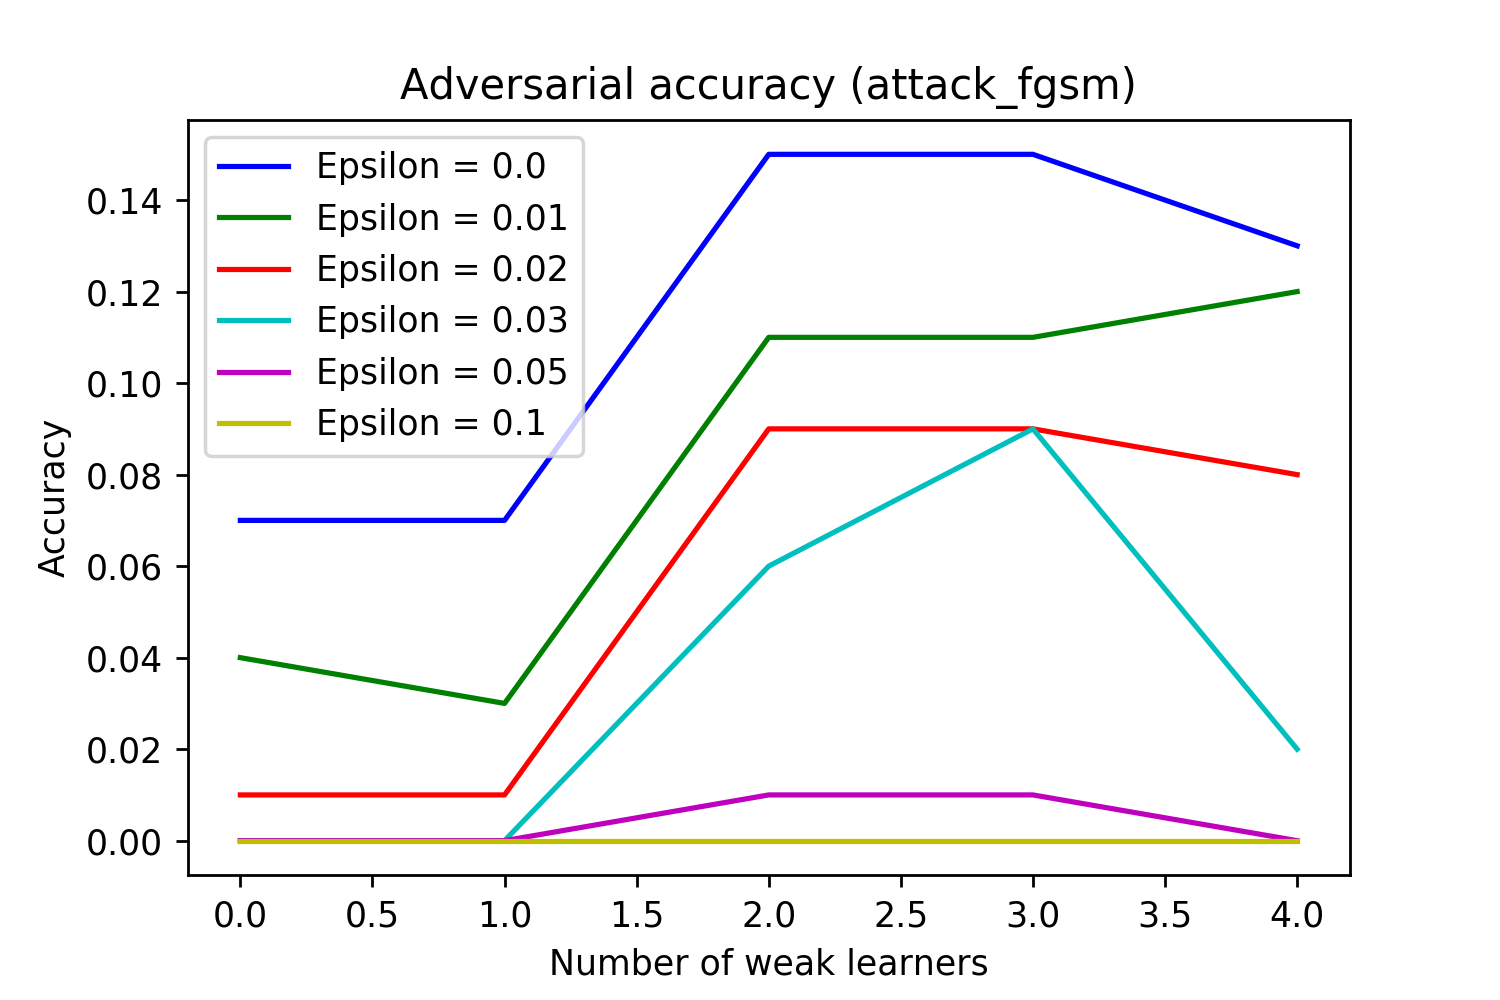 Adversarial accuracy (attack_fgsm)
Epsilon = 0.0
Epsilon = 0.01
Epsilon = 0.02
Epsilon = 0.03
Epsilon = 0.05
Epsilon = 0.1
Accuracy
0.14
0.12
0.10
0.08
0.06
0.04
0.02
0.00
0.0 0.5 1.0 1.5 2.0 2.5 3.0 3.5 4.0
Number of weak learners